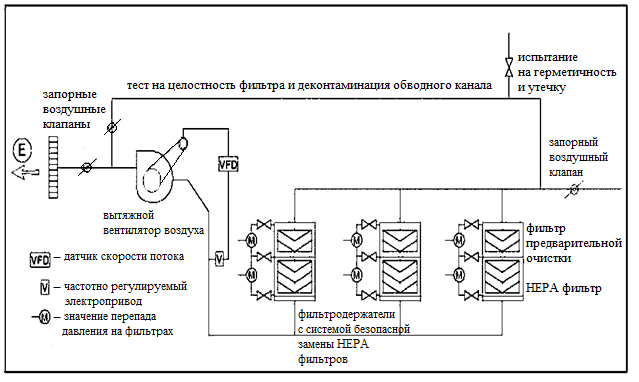 испытание
на герметичность
и утечку
тест на целостность фильтра и деконтаминация обводного канала
запорные
воздушные
клапаны
E
VFD
запорный
воздушный
клапан
вытяжной
вентилятор воздуха
V
M
M
M
фильтр
предварительной
очистки
M
M
M
HEPA фильтр
VFD – датчик скорости потока
V – частотно регулируемый
электропривод
M – значение перепада
давления на фильтрах
фильтродержатели
с системой безопасной
замены HEPA
фильтров